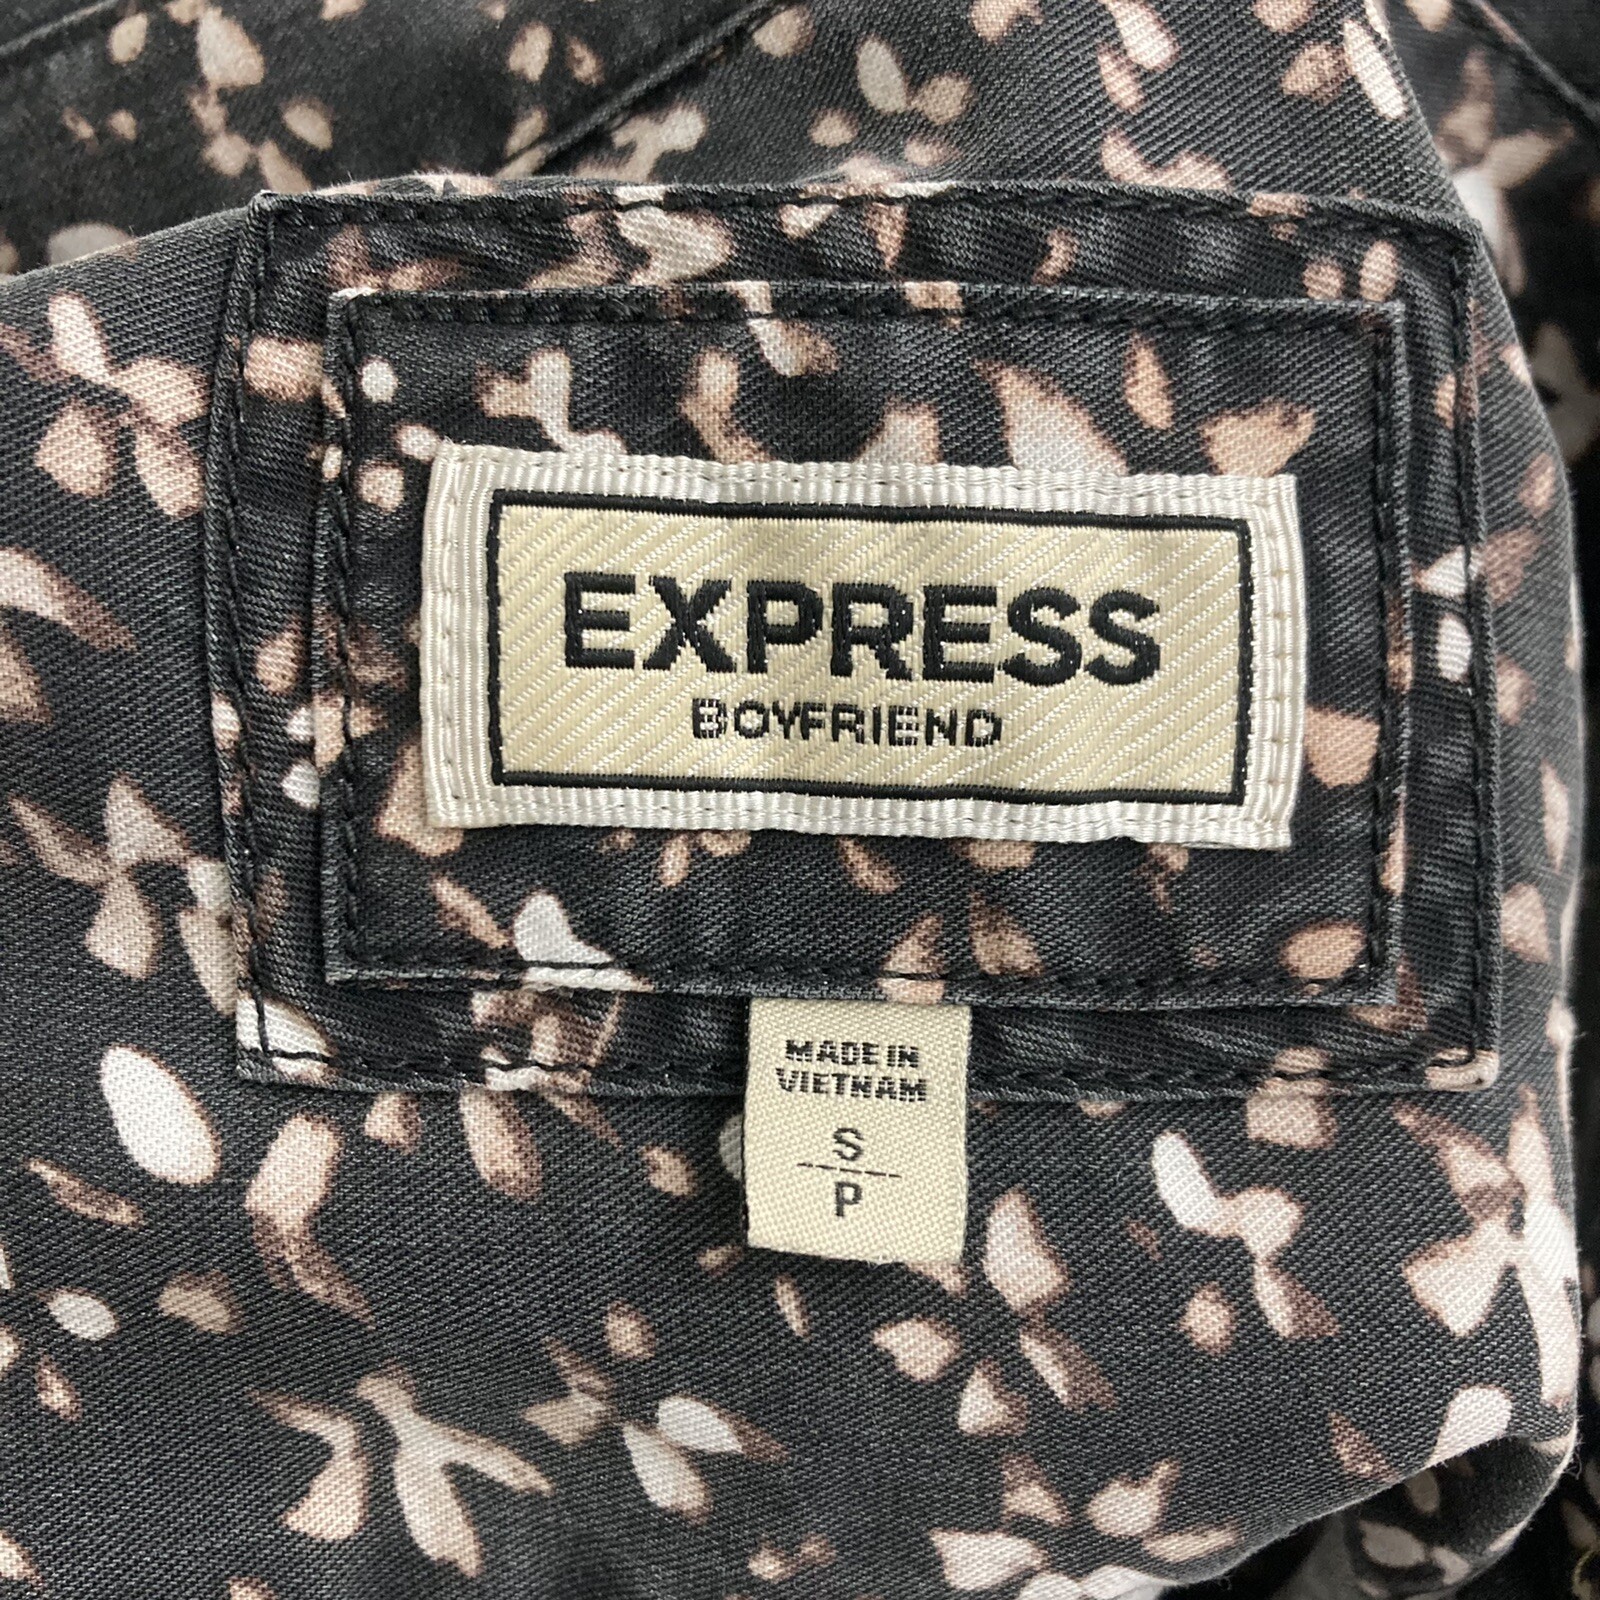 EXPRESS
BOYFRIEND
MADE IN
VIETNAM
S
P